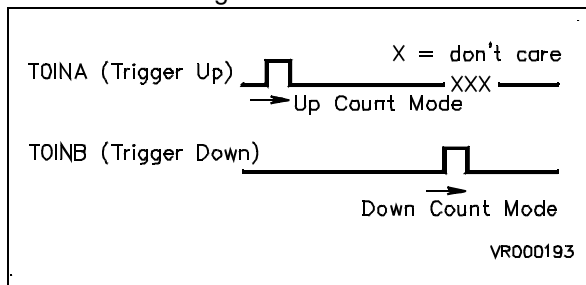 X = don't care
T0INA (Trigger Up)
XXX
Up Count Mode
T0INB (Trigger Down)
Down Count Mode
VR000193